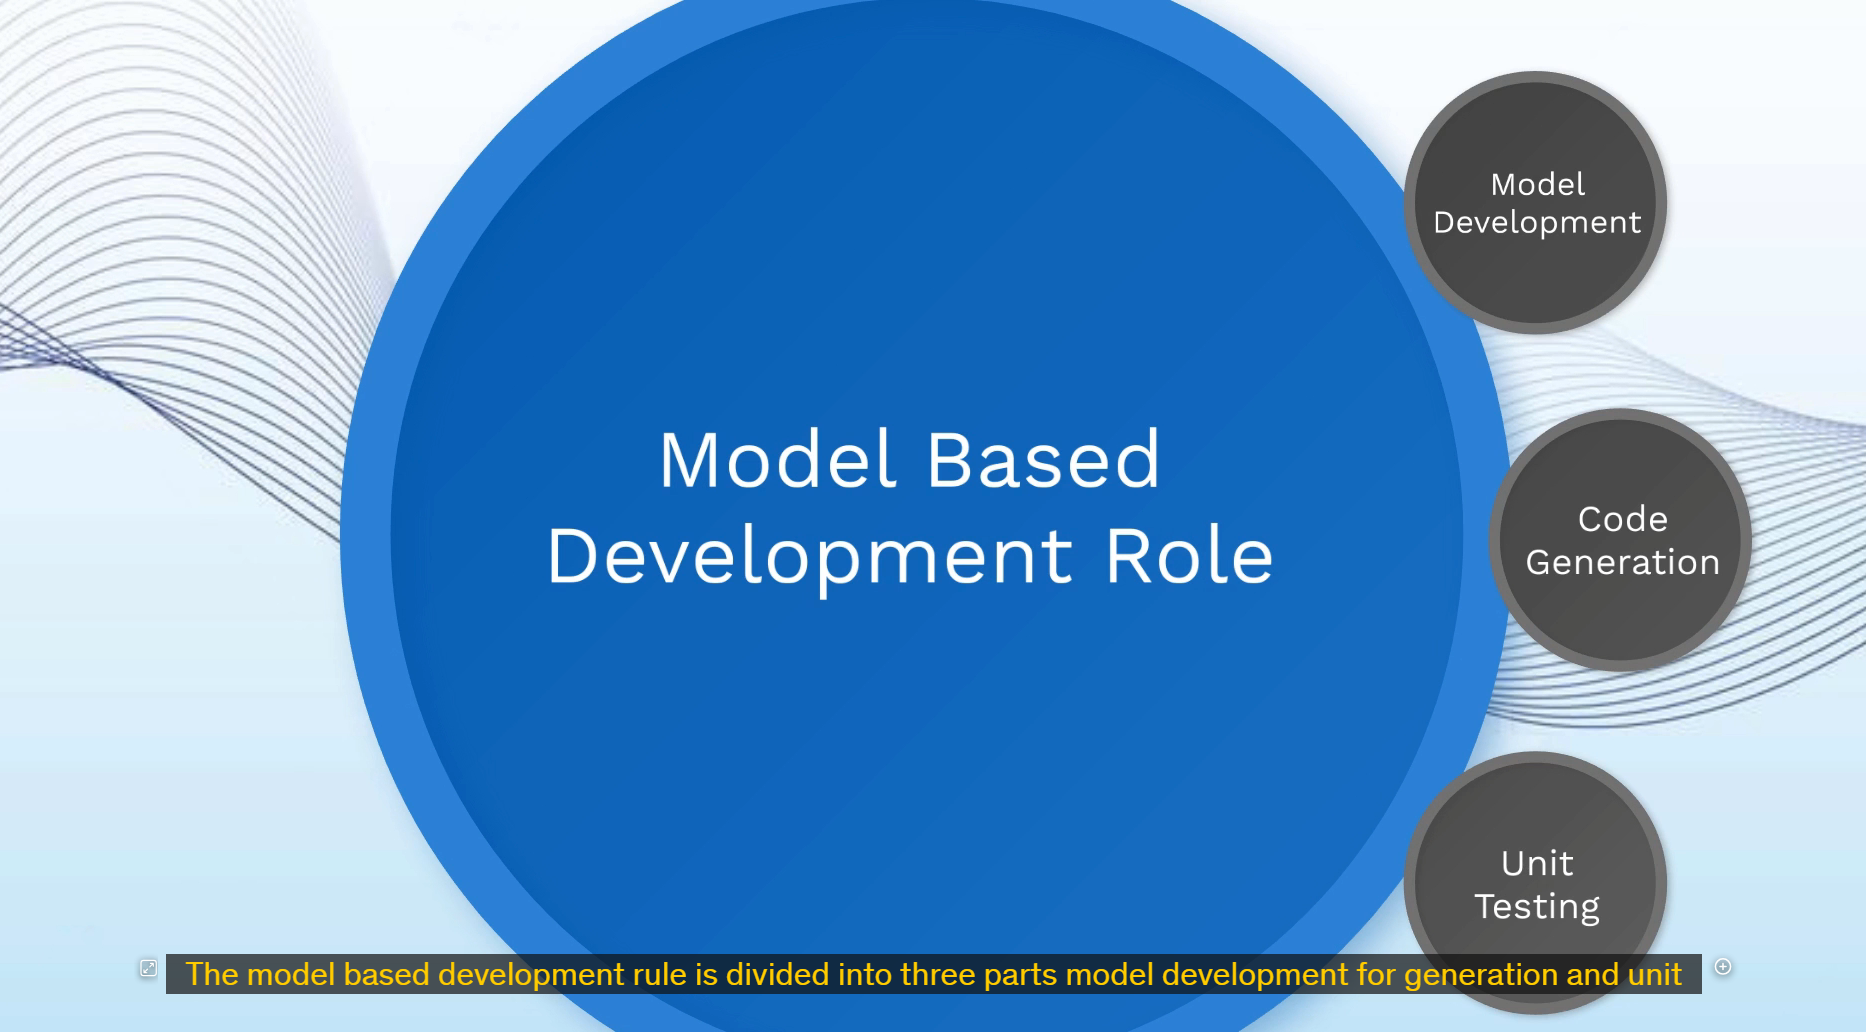 Model Based
Development Role
Model
Development
Code
Generation
Unit
Testing
The model based development rule is divided into three parts model development for generation and unit